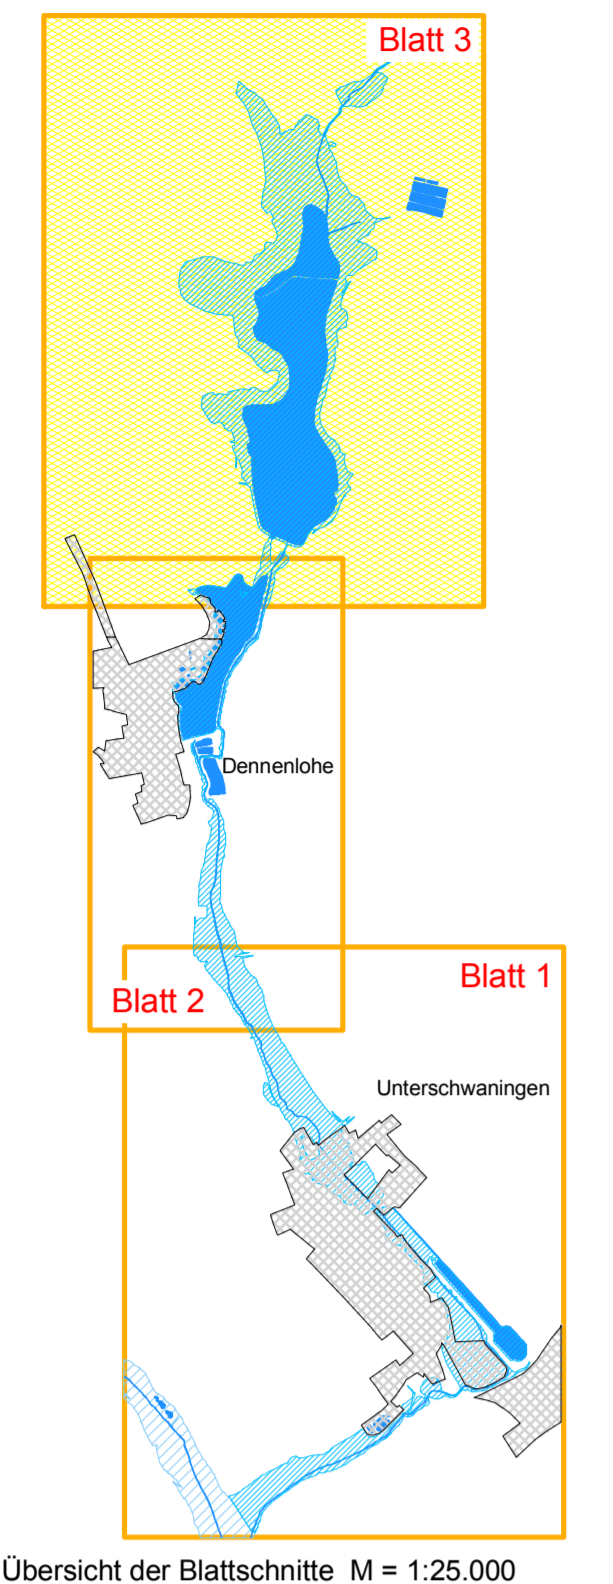 Blatt 3
Dennenlohe
Blatt 1
Blatt 2
Unterschwaningen
Übersicht der Blattschnitte M = 1:25.000